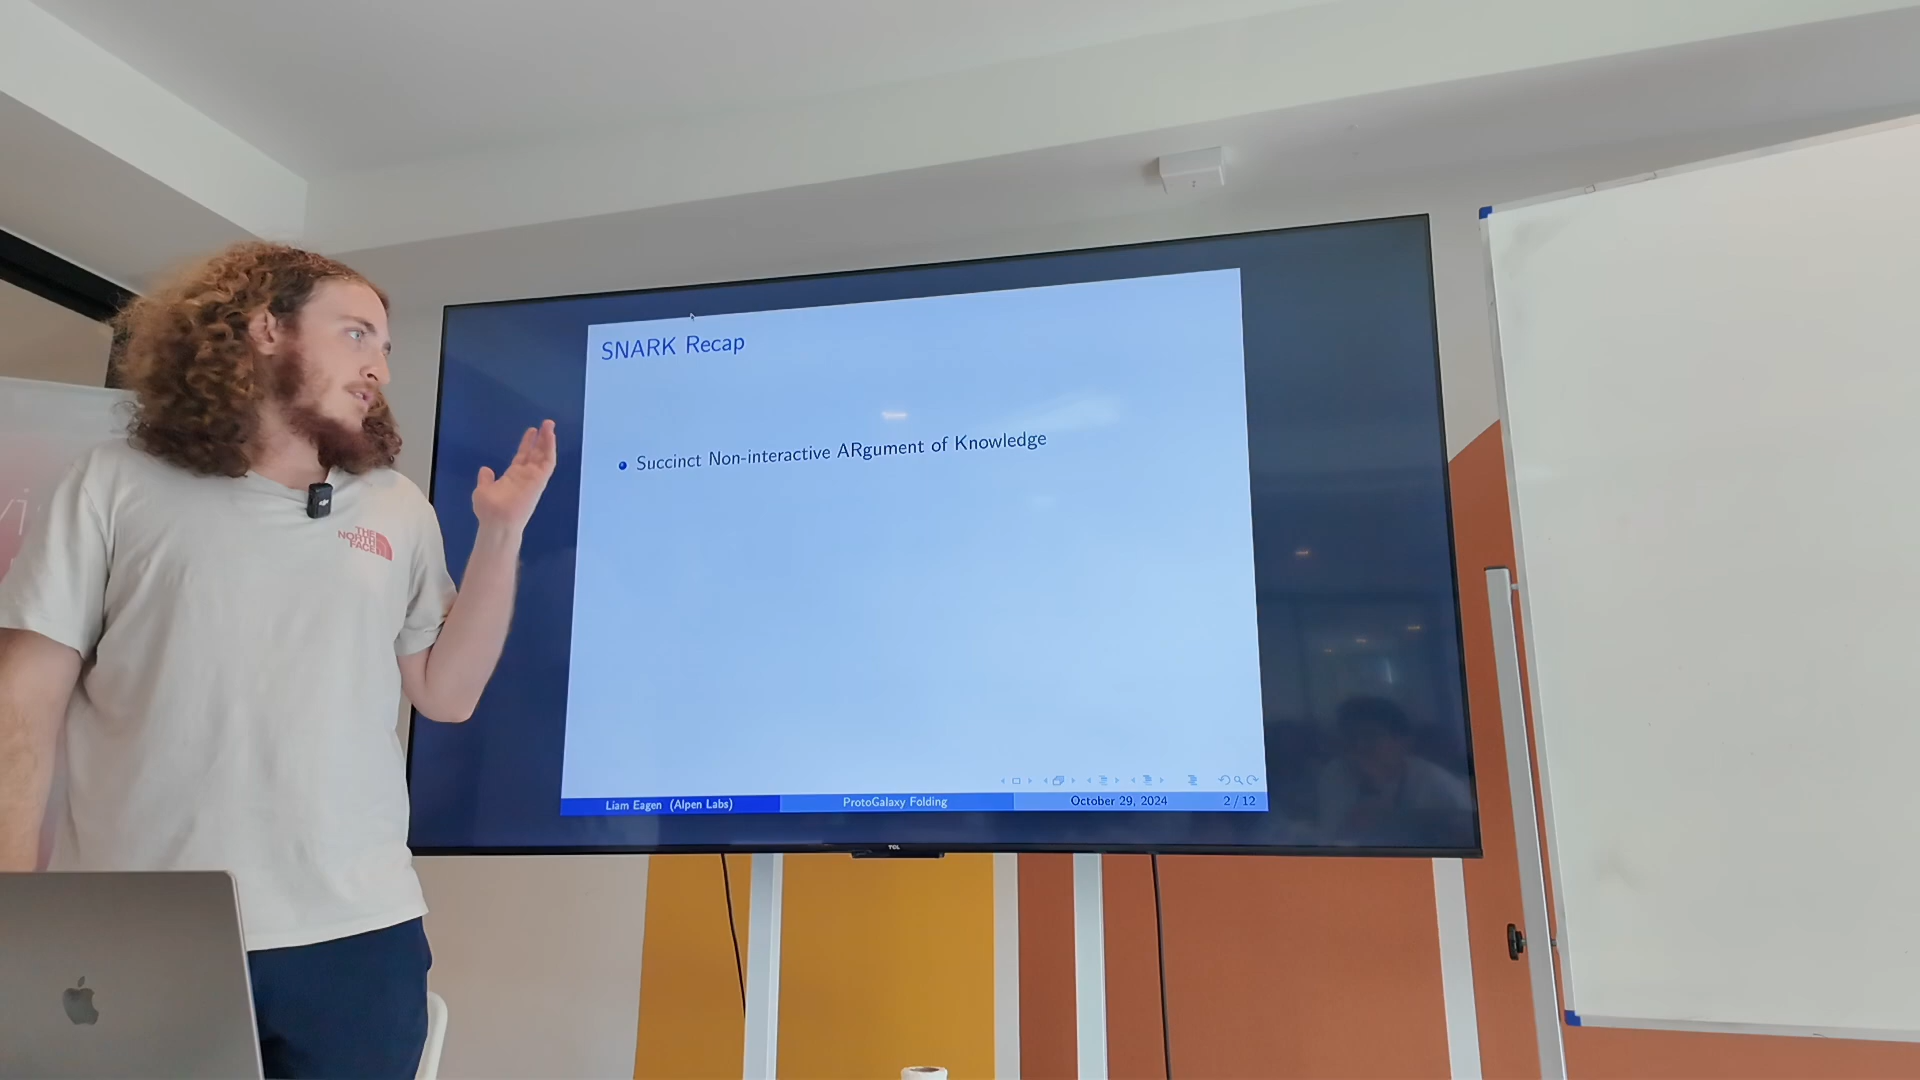 SNARK Recap
Succinct Non-interactive ARgument of Knowledge
Liam Eagen (Alpen Labs)
ProtoGalaxy Folding
October 29, 2024
2 / 12
THE
NORTH
FACE
TCL